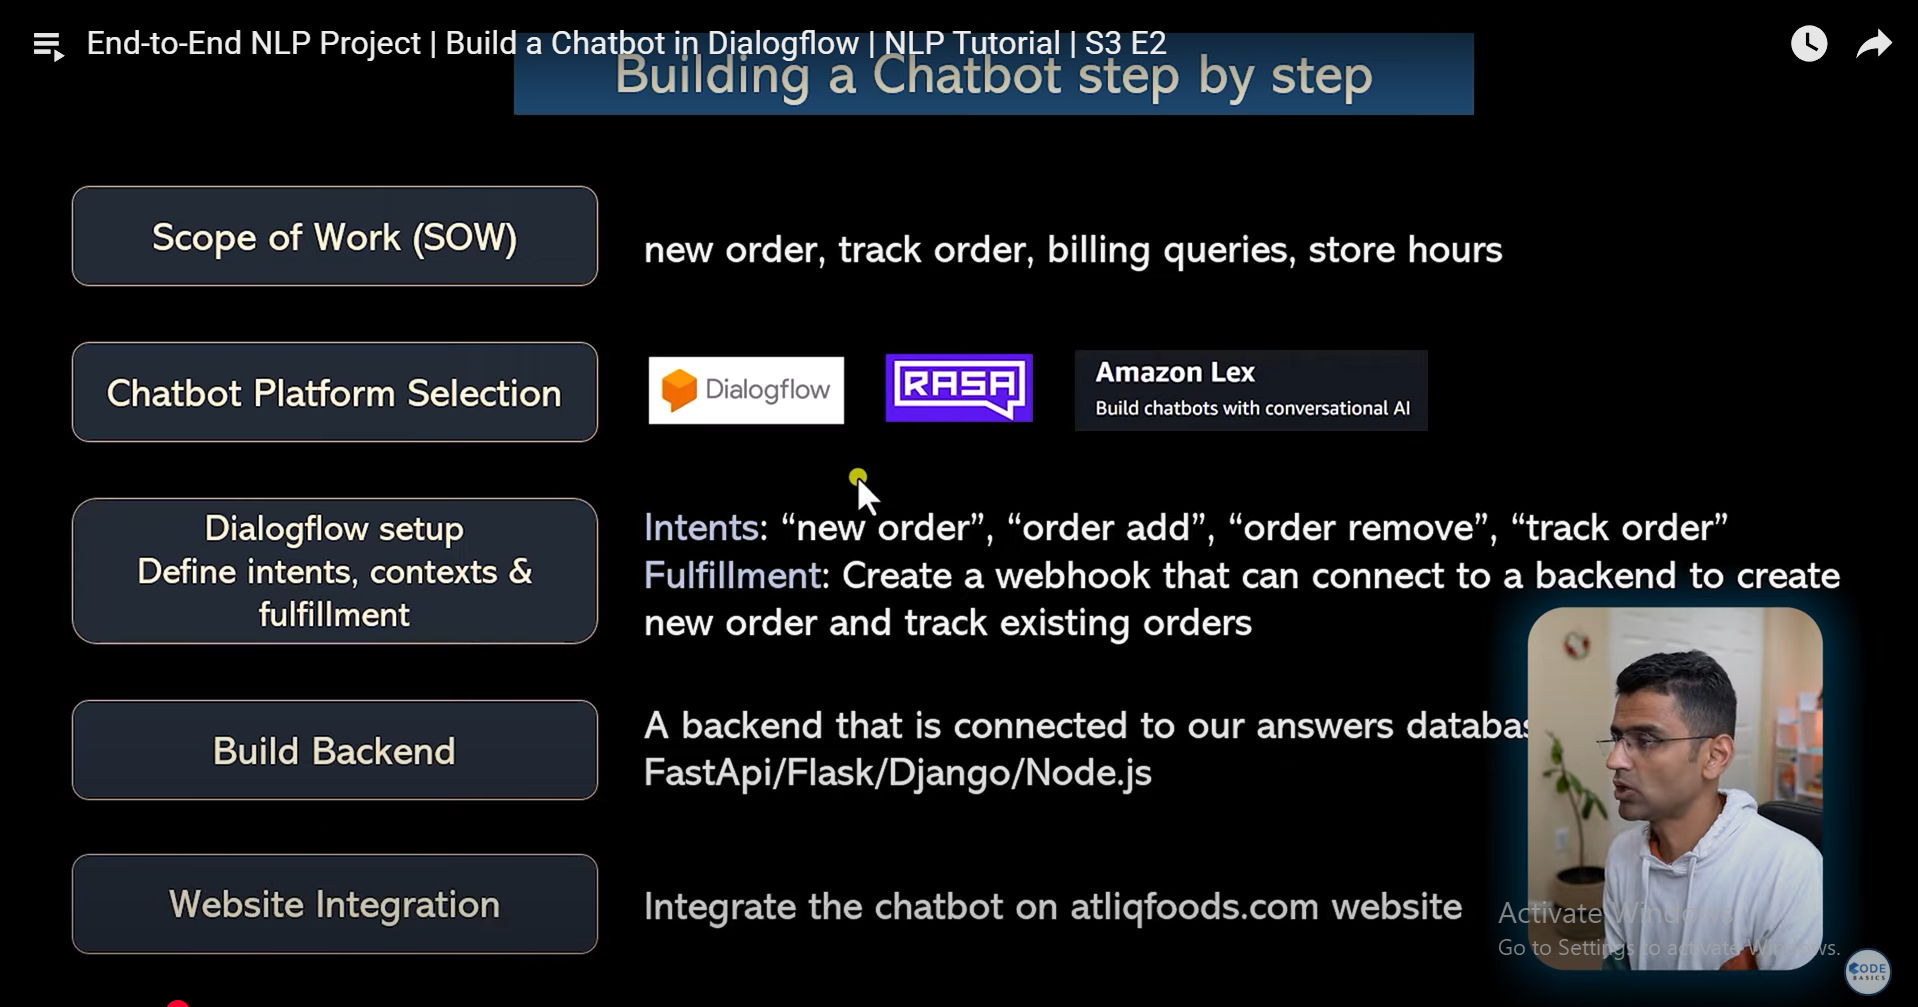 End-to-End NLP Project | Build a Chatbot in Dialogflow | NLP Tutorial | S3 E2
Building a Chatbot step by step
Scope of Work (SOW)
new order, track order, billing queries, store hours
Chatbot Platform Selection
Dialogflow
RASA
Amazon Lex
Build chatbots with conversational AI
Dialogflow setup
Define intents, contexts &
fulfillment
Intents: “new order”, “order add”, “order remove”, “track order”
Fulfillment: Create a webhook that can connect to a backend to create
new order and track existing orders
Build Backend
A backend that is connected to our answers databas
FastApi/Flask/Django/Node.js
Website Integration
Integrate the chatbot on atliqfoods.com website
Activate Windows
Go to Settings to activate Windows.
CODE
BASICS